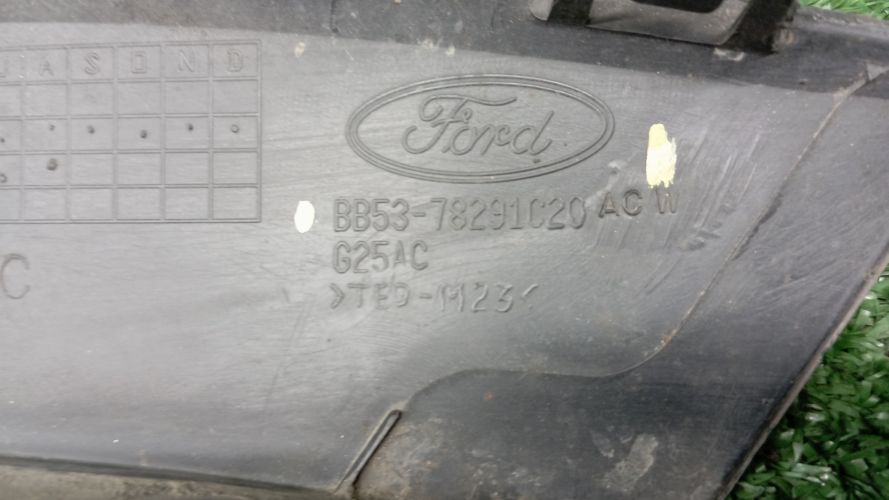 J A S O N D
Ford
BB53-78291C20 AC W
G25AC
>TEO-M23<
C